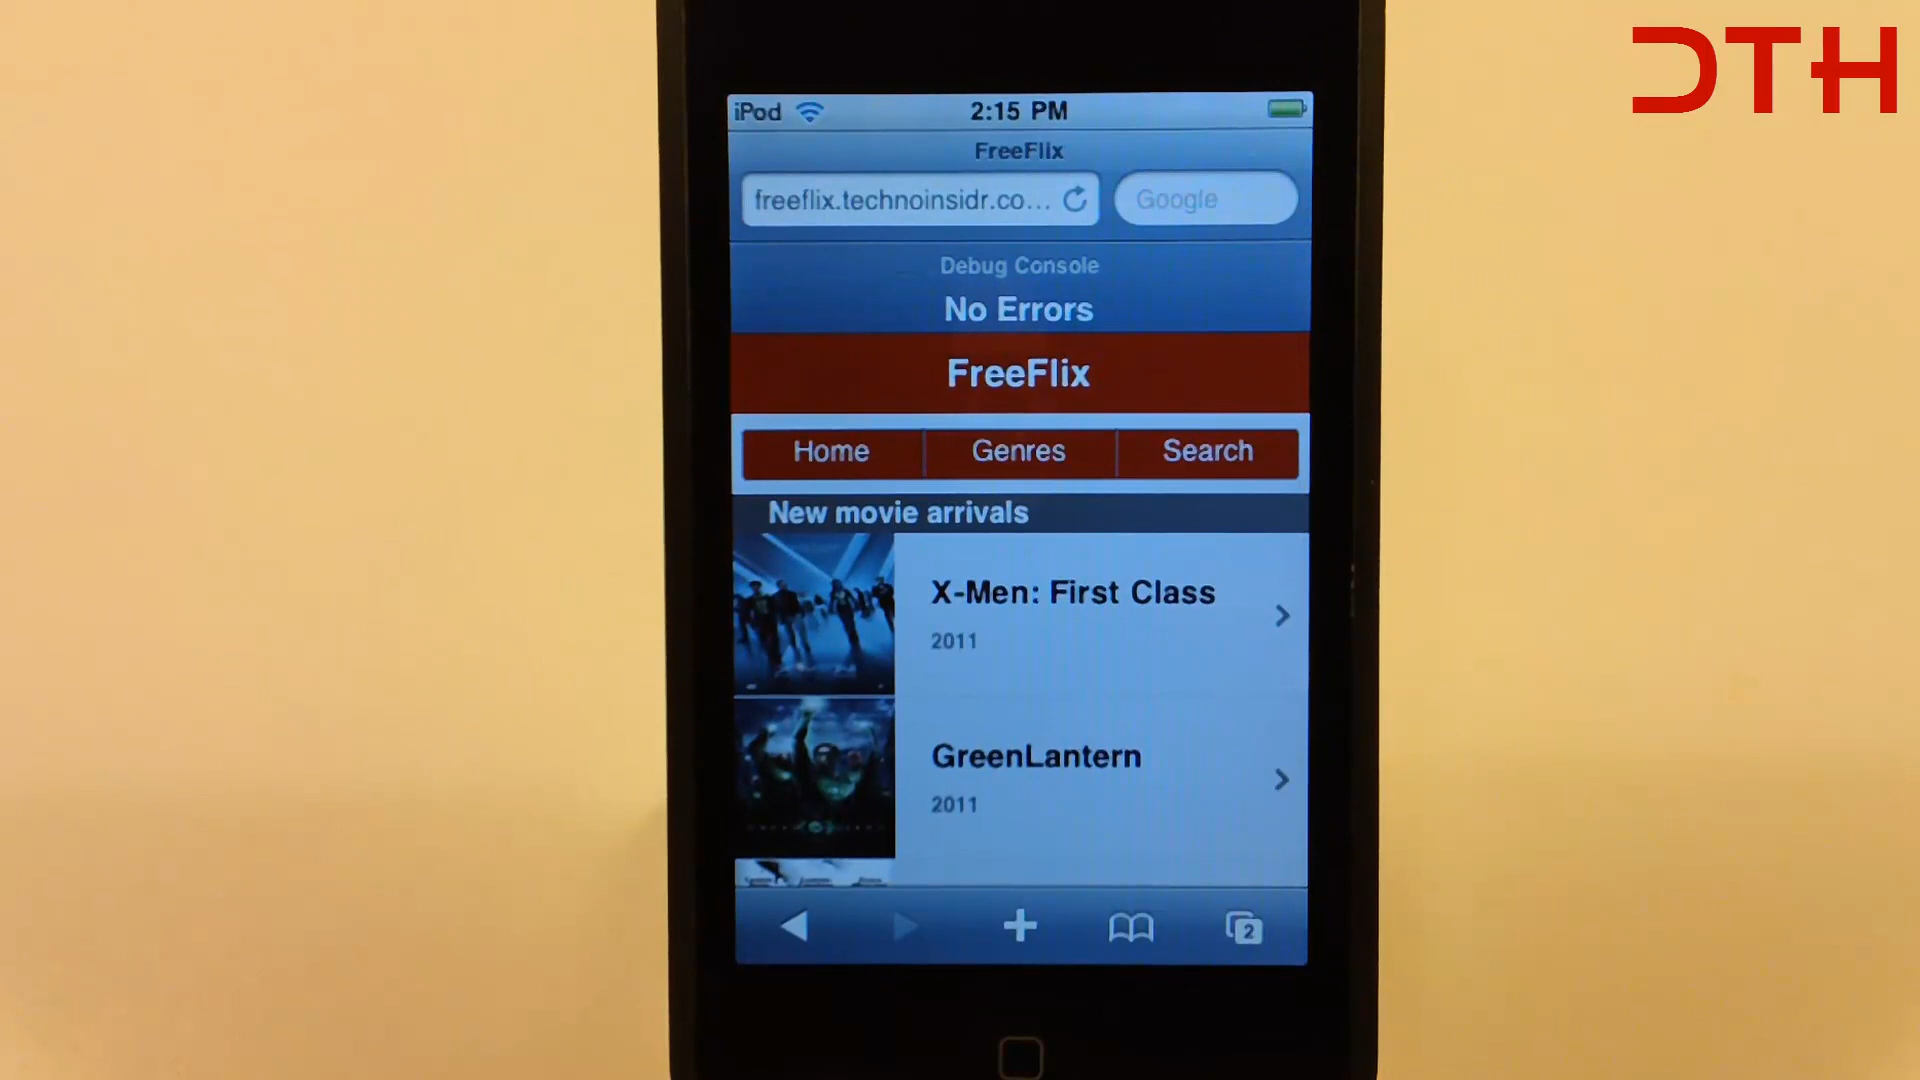 DTH
iPod 2:15 PM
FreeFlix
freeflix.technoinsidr.co... Google
Debug Console
No Errors
FreeFlix
Home Genres Search
New movie arrivals
X-Men: First Class
2011
GreenLantern
2011
2